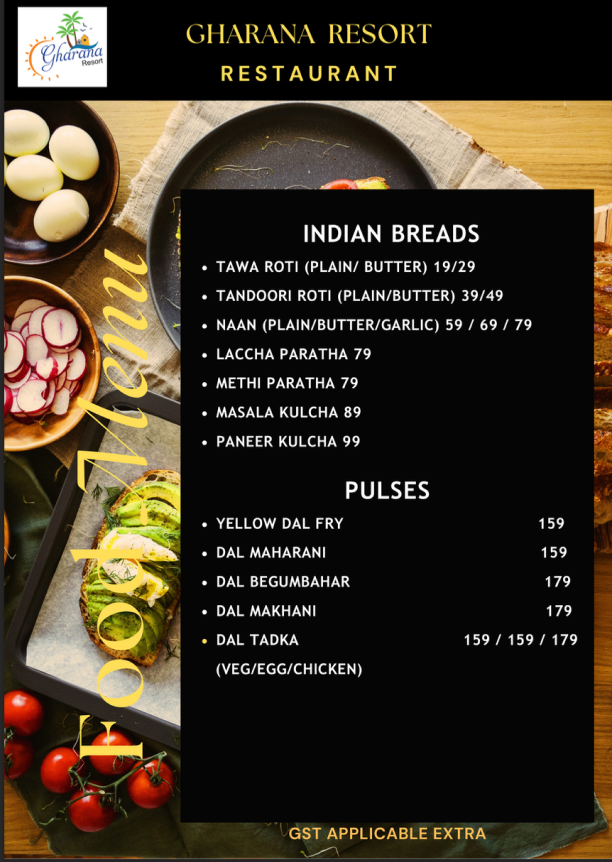 Gharana
Resort
GHARANA RESORT
RESTAURANT
Food Menu
INDIAN BREADS
• TAWA ROTI (PLAIN/ BUTTER) 19/29
• TANDOORI ROTI (PLAIN/BUTTER) 39/49
• NAAN (PLAIN/BUTTER/GARLIC) 59 / 69 / 79
• LACCHA PARATHA 79
• METHI PARATHA 79
• MASALA KULCHA 89
• PANEER KULCHA 99
PULSES
• YELLOW DAL FRY 159
• DAL MAHARANI 159
• DAL BEGUMBAHAR 179
• DAL MAKHANI 179
• DAL TADKA 159 / 159 / 179
(VEG/EGG/CHICKEN)
GST APPLICABLE EXTRA